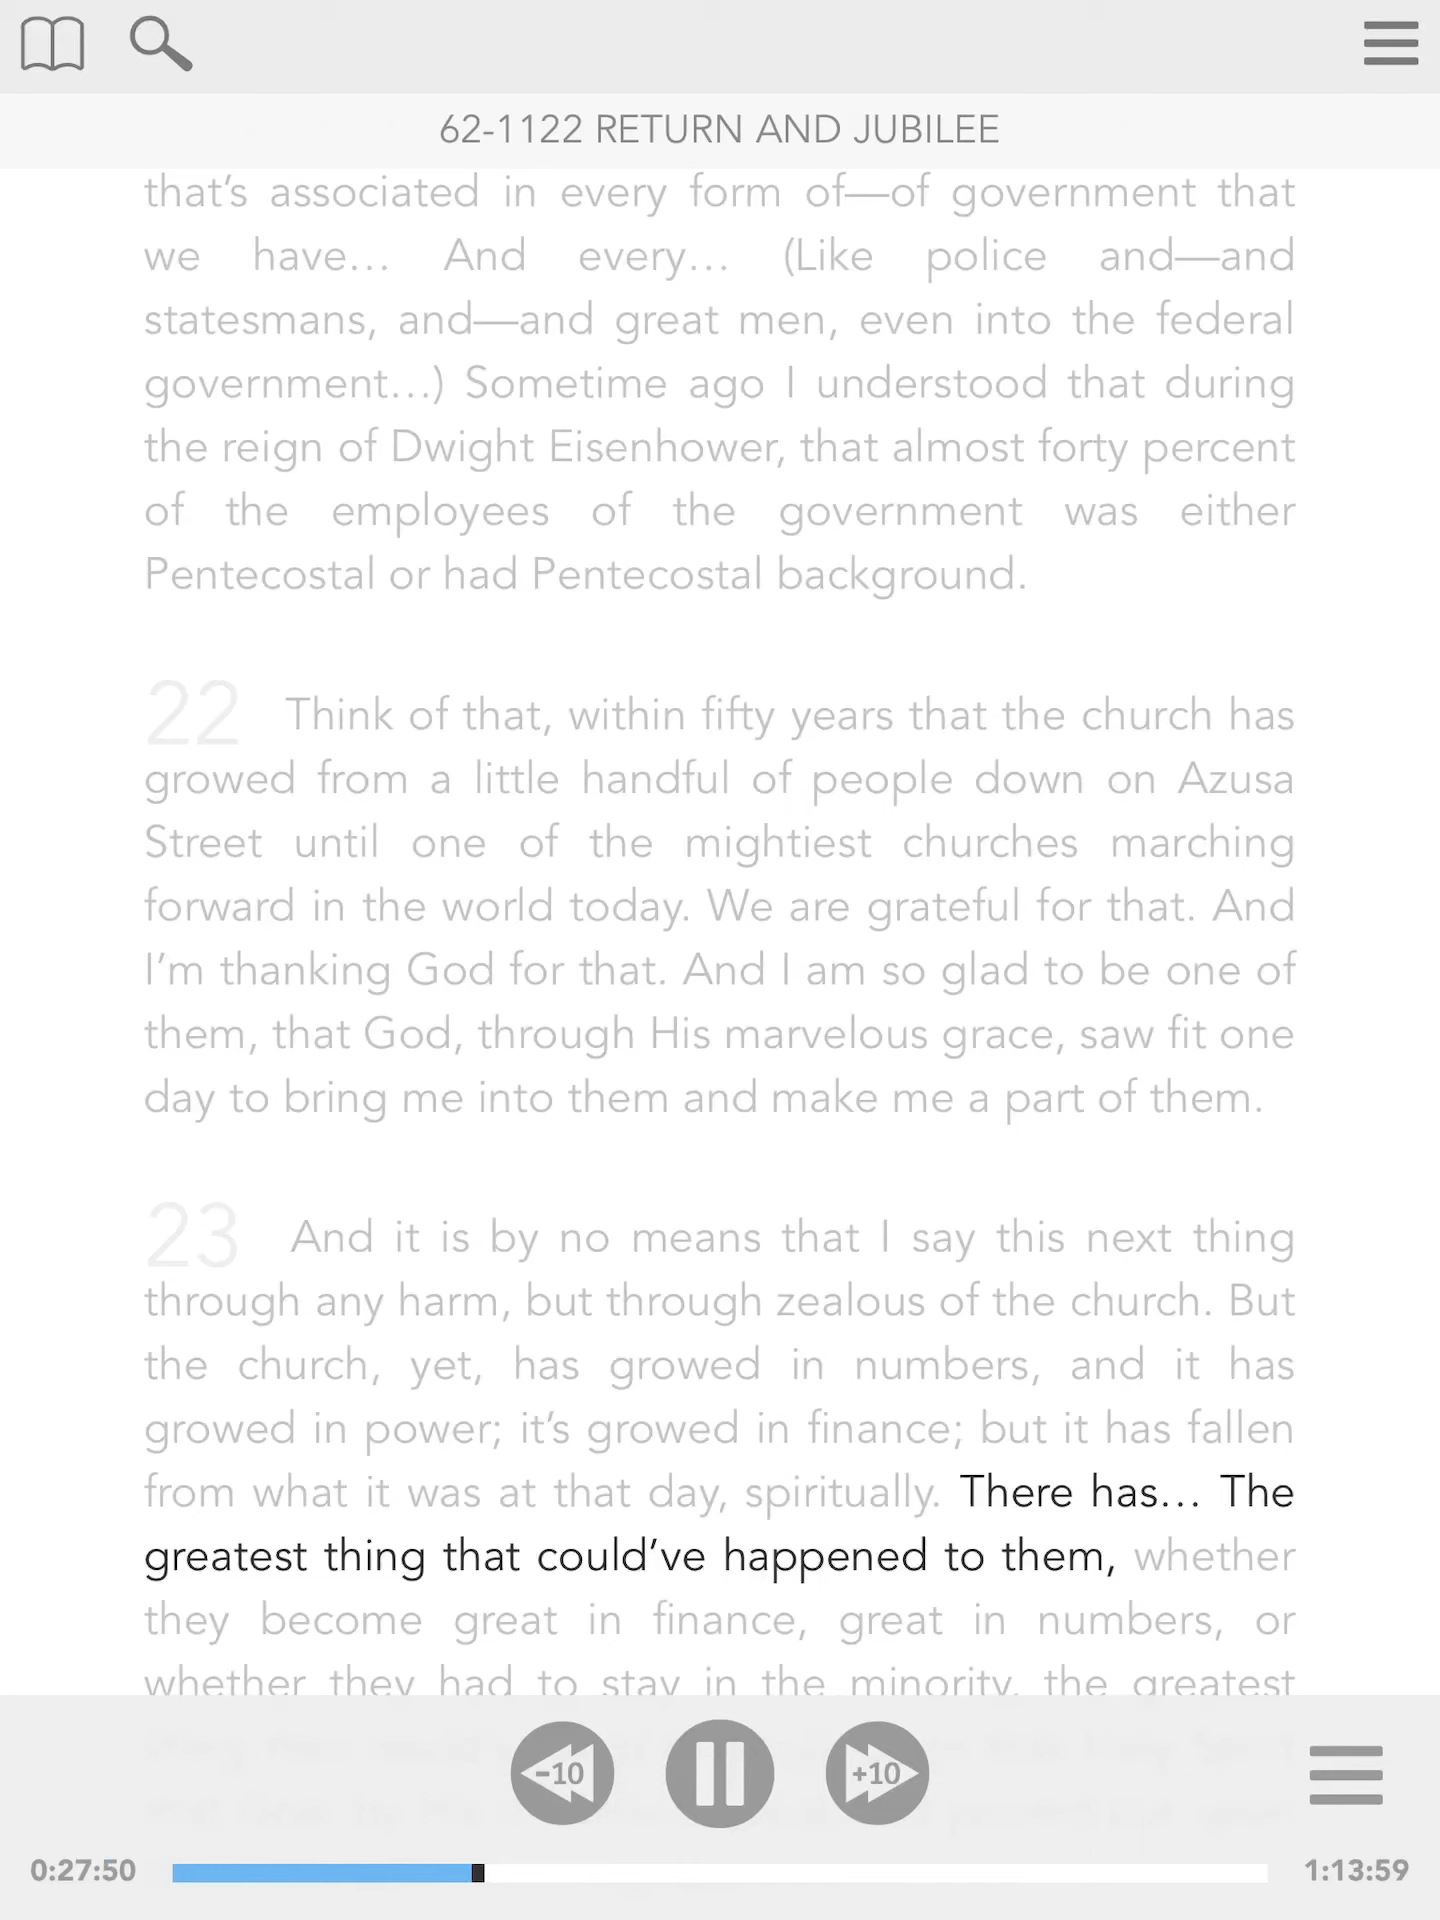 62-1122 RETURN AND JUBILEE
that’s associated in every form of—of government that
we have… And every… (Like police and—and
statesmans, and—and great men, even into the federal
government…) Sometime ago I understood that during
the reign of Dwight Eisenhower, that almost forty percent
of the employees of the government was either
Pentecostal or had Pentecostal background.
22 Think of that, within fifty years that the church has
growed from a little handful of people down on Azusa
Street until one of the mightiest churches marching
forward in the world today. We are grateful for that. And
I’m thanking God for that. And I am so glad to be one of
them, that God, through His marvelous grace, saw fit one
day to bring me into them and make me a part of them.
23 And it is by no means that I say this next thing
through any harm, but through zealous of the church. But
the church, yet, has growed in numbers, and it has
growed in power; it’s growed in finance; but it has fallen
from what it was at that day, spiritually. There has… The
greatest thing that could’ve happened to them, whether
they become great in finance, great in numbers, or
whether they had to stay in the minority, the greatest
-10 +10
0:27:50 1:13:59